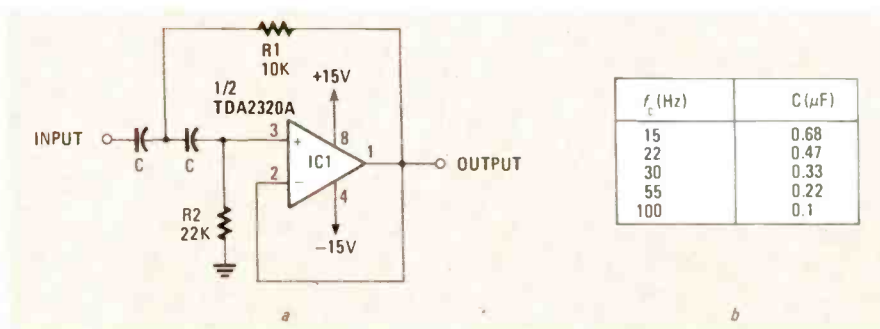 R1
10K
+15V
1/2
TDA2320A
INPUT
C
C
3
+
8
IC1
1
OUTPUT
2
−
4
R2
22K
−15V
a
f_c (Hz) C (μF)
15 0.68
22 0.47
30 0.33
55 0.22
100 0.1
b